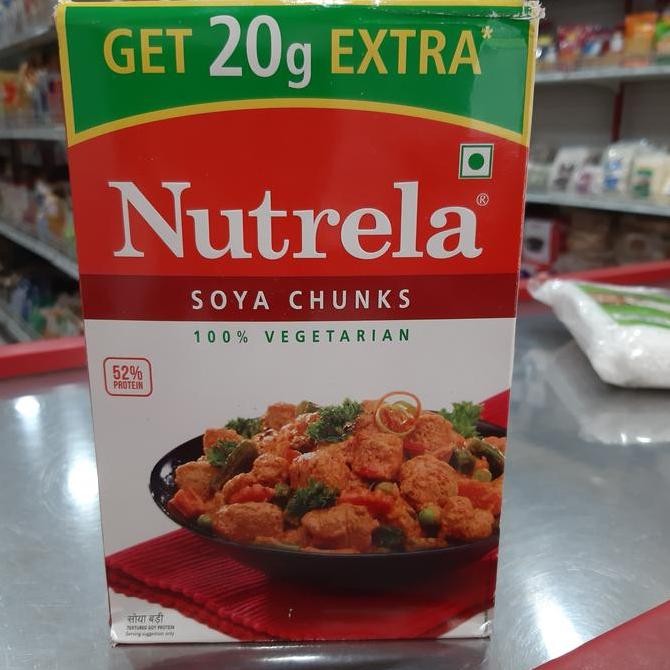 GET 20g EXTRA*
Nutrela®
SOYA CHUNKS
100% VEGETARIAN
52%
PROTEIN
सोया बड़ी
TEXTURED SOY PROTEIN
Serving suggestion only